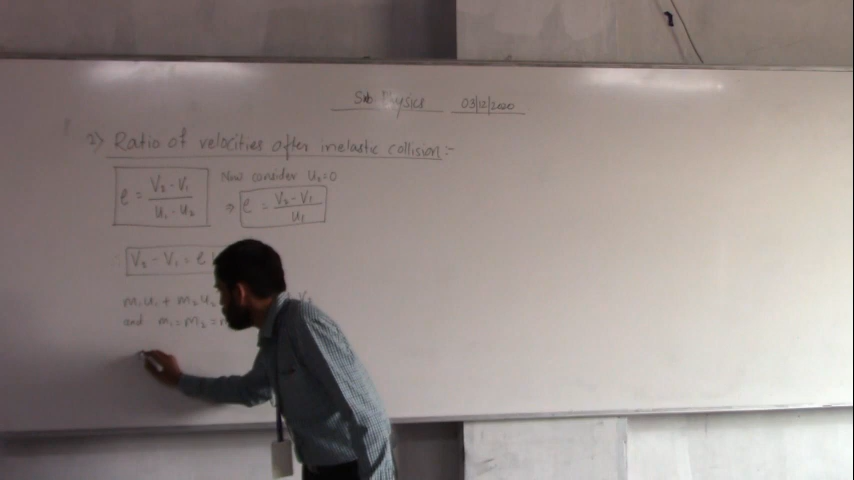 Sub Physics 03/12/2020
2) Ratio of velocities after inelastic collision :-
e = V₂ - V₁ / U₁ - U₂ Now consider U₂ = 0
⇒ e = V₂ - V₁ / U₁
∴ V₂ - V₁ = e
m₁U₁ + m₂U₂ V₂
and m₁ = m₂ = m